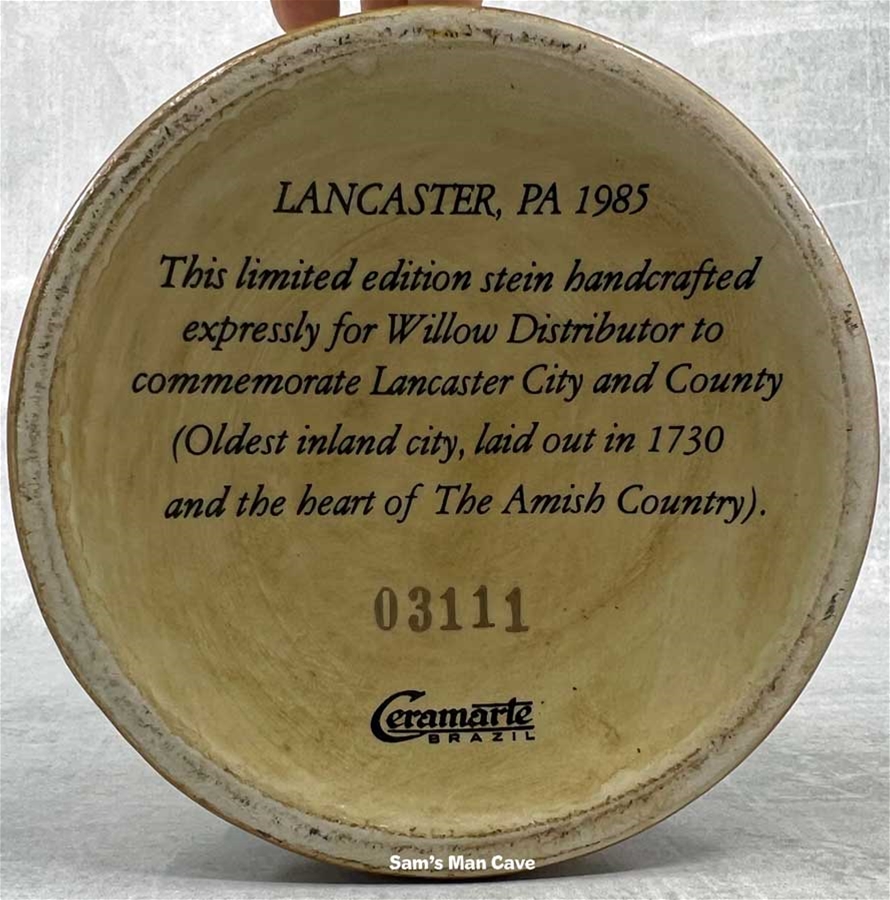 LANCASTER, PA 1985
This limited edition stein handcrafted
expressly for Willow Distributor to
commemorate Lancaster City and County
(Oldest inland city, laid out in 1730
and the heart of The Amish Country).
03111
Ceramarte
BRAZIL
Sam's Man Cave